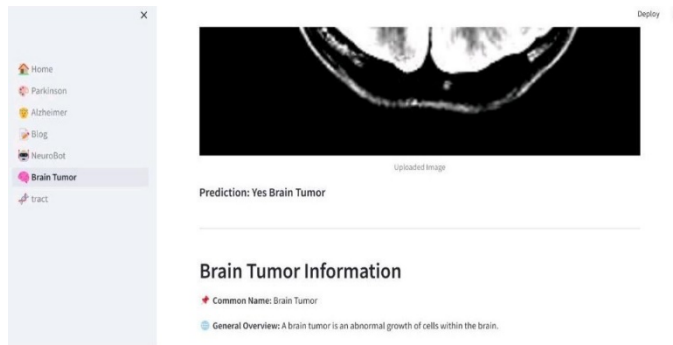 Deploy
Home
Parkinson
Alzheimer
Blog
NeuroBot
Brain Tumor
tract
Uploaded Image
Prediction: Yes Brain Tumor
Brain Tumor Information
Common Name: Brain Tumor
General Overview: A brain tumor is an abnormal growth of cells within the brain.